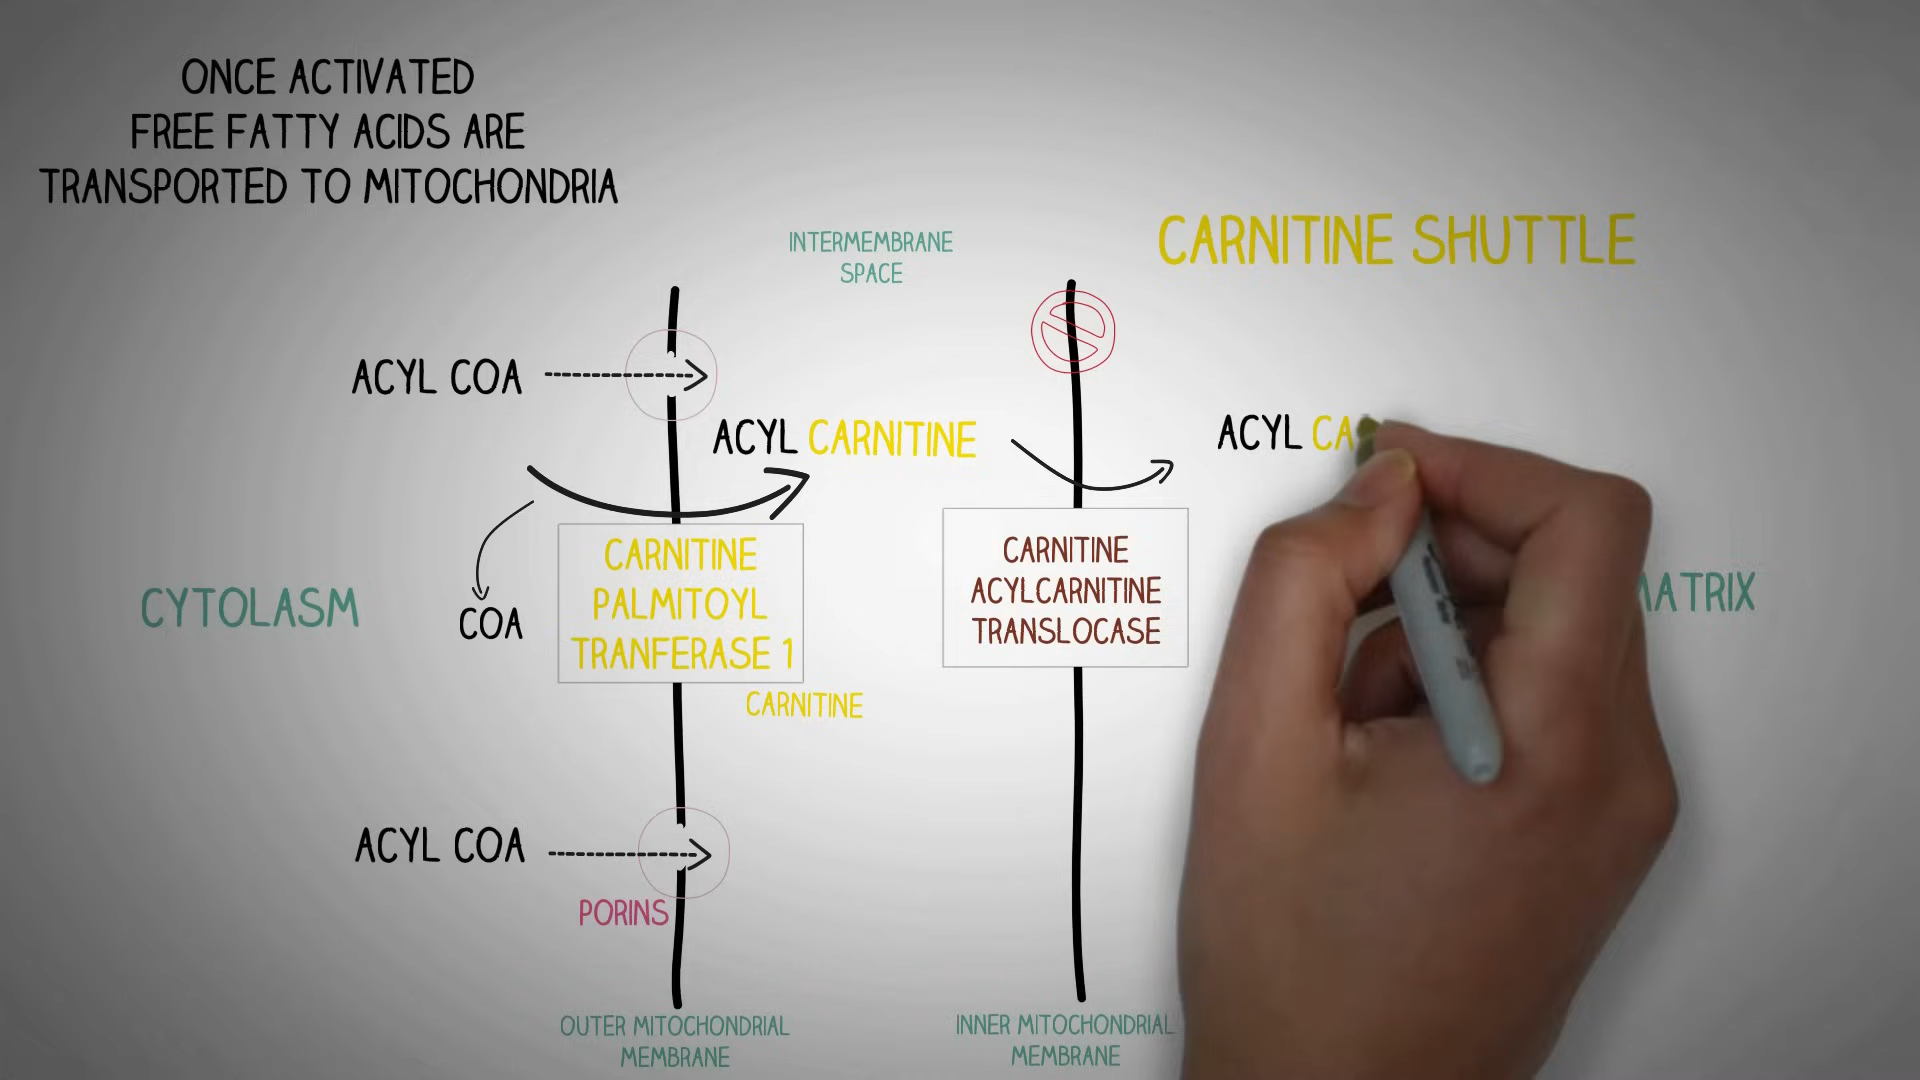 ONCE ACTIVATED
FREE FATTY ACIDS ARE
TRANSPORTED TO MITOCHONDRIA
CARNITINE SHUTTLE
INTERMEMBRANE
SPACE
ACYL COA
ACYL CARNITINE
ACYL CA
CARNITINE
PALMITOYL
TRANFERASE 1
CARNITINE
ACYLCARNITINE
TRANSLOCASE
CYTOLASM
COA
MATRIX
CARNITINE
ACYL COA
PORINS
OUTER MITOCHONDRIAL
MEMBRANE
INNER MITOCHONDRIAL
MEMBRANE